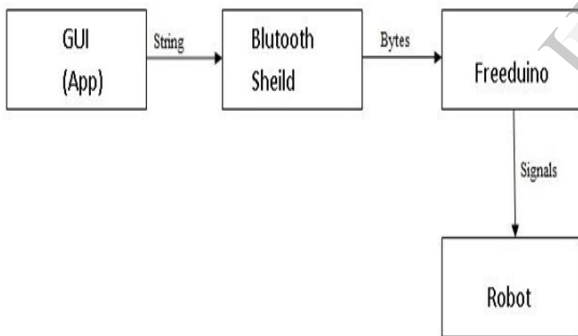 GUI
(App)
String
Blutooth
Sheild
Bytes
Freeduino
Signals
Robot